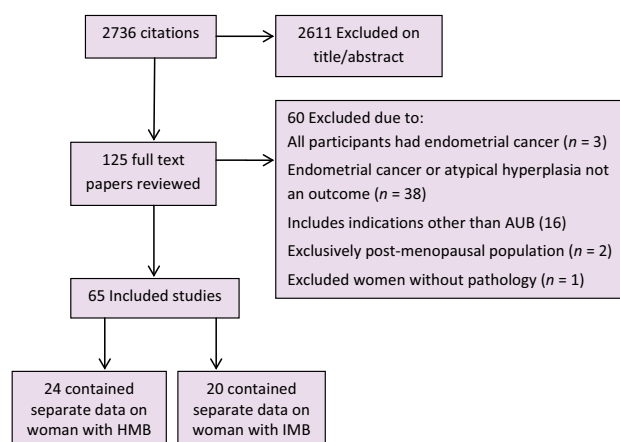 2736 citations
2611 Excluded on
title/abstract
125 full text
papers reviewed
60 Excluded due to:
All participants had endometrial cancer (n = 3)
Endometrial cancer or atypical hyperplasia not
an outcome (n = 38)
Includes indications other than AUB (16)
Exclusively post-menopausal population (n = 2)
Excluded women without pathology (n = 1)
65 Included studies
24 contained
separate data on
woman with HMB
20 contained
separate data on
woman with IMB